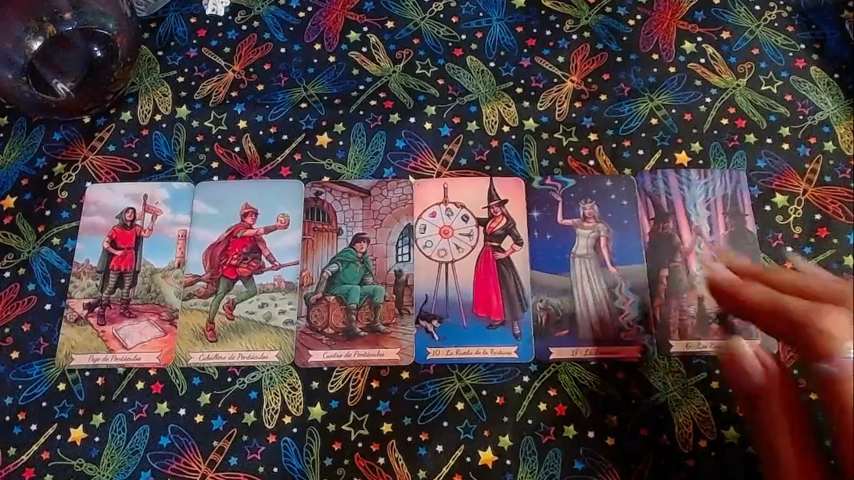 Paje de Pentáculos
Caballero de Pentáculos
Cuatro de Pentáculos
10 - La Rueda de la Fortuna